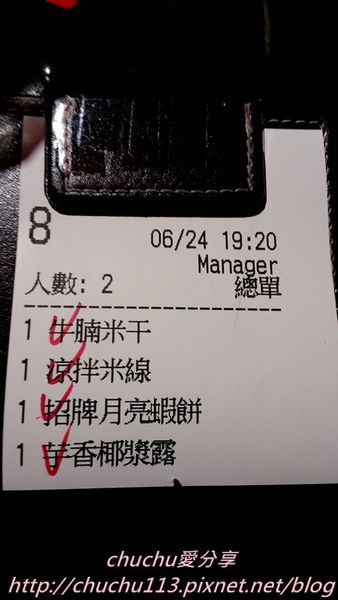 8
06/24 19:20
Manager
人數: 2 總單
1 牛腩米干
1 涼拌米線
1 招牌月亮蝦餅
1 芋香椰漿露
chuchu愛分享
http://chuchu113.pixnet.net/blog